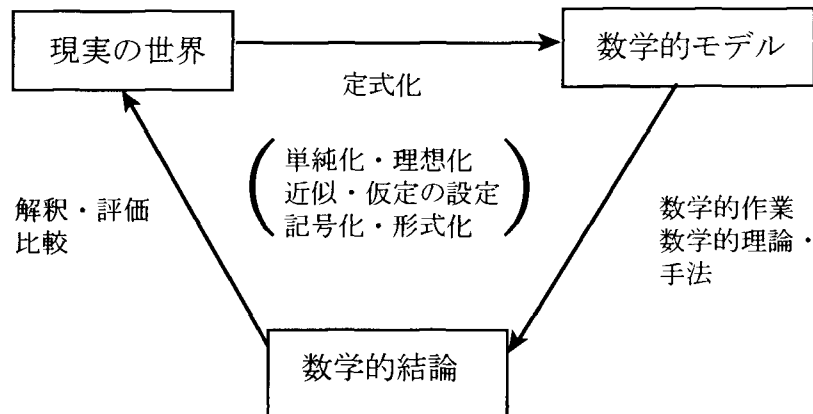 現実の世界
数学的モデル
定式化
単純化・理想化
近似・仮定の設定
記号化・形式化
解釈・評価
比較
数学的作業
数学的理論・
手法
数学的結論